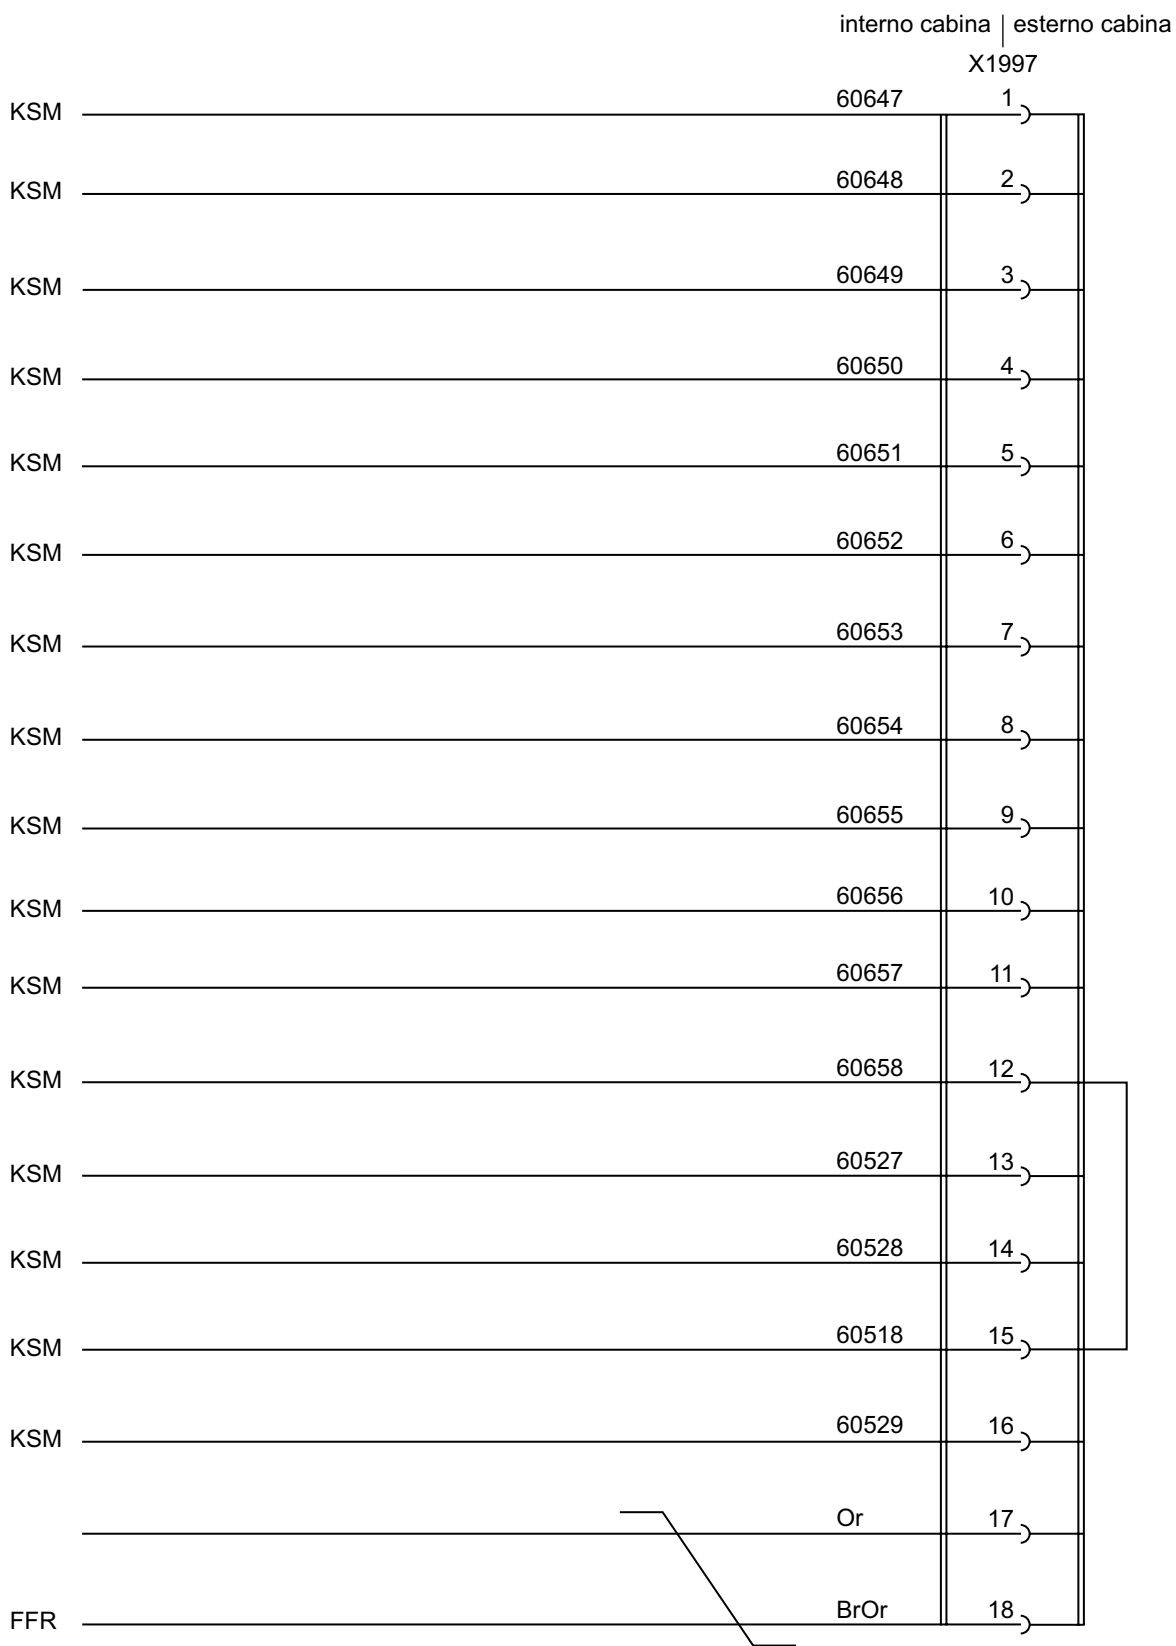 interno cabina esterno cabina
X1997
KSM 60647 1
KSM 60648 2
KSM 60649 3
KSM 60650 4
KSM 60651 5
KSM 60652 6
KSM 60653 7
KSM 60654 8
KSM 60655 9
KSM 60656 10
KSM 60657 11
KSM 60658 12
KSM 60527 13
KSM 60528 14
KSM 60518 15
KSM 60529 16
Or 17
FFR BrOr 18